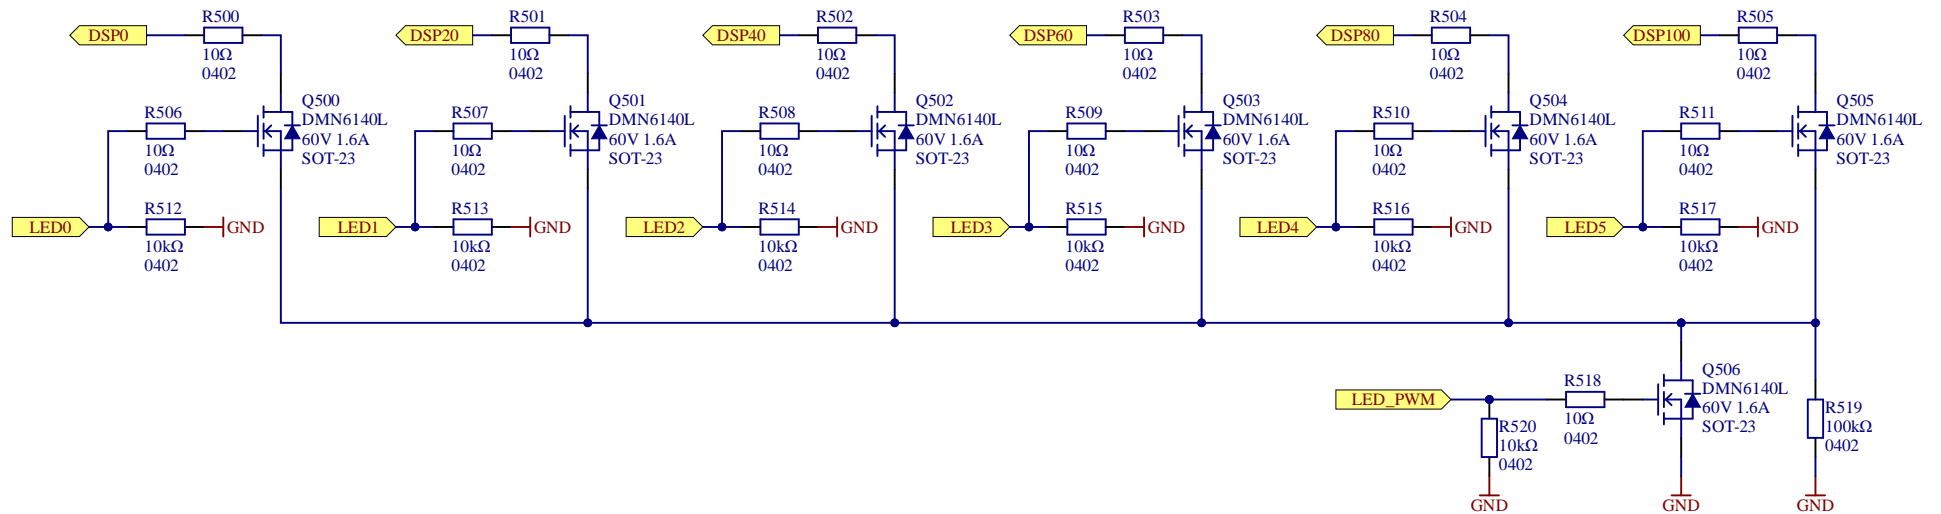 R500
R501
R502
R503
R504
R505
DSP0
DSP20
DSP40
DSP60
DSP80
DSP100
10Ω
0402
10Ω
0402
10Ω
0402
10Ω
0402
10Ω
0402
10Ω
0402
R506
10Ω
0402
Q500
DMN6140L
60V 1.6A
SOT-23
R507
10Ω
0402
Q501
DMN6140L
60V 1.6A
SOT-23
R508
10Ω
0402
Q502
DMN6140L
60V 1.6A
SOT-23
R509
10Ω
0402
Q503
DMN6140L
60V 1.6A
SOT-23
R510
10Ω
0402
Q504
DMN6140L
60V 1.6A
SOT-23
R511
10Ω
0402
Q505
DMN6140L
60V 1.6A
SOT-23
LED0
R512
10kΩ
0402
GND
LED1
R513
10kΩ
0402
GND
LED2
R514
10kΩ
0402
GND
LED3
R515
10kΩ
0402
GND
LED4
R516
10kΩ
0402
GND
LED5
R517
10kΩ
0402
GND
LED_PWM
R518
10Ω
0402
Q506
DMN6140L
60V 1.6A
SOT-23
R519
100kΩ
0402
R520
10kΩ
0402
GND
GND
GND